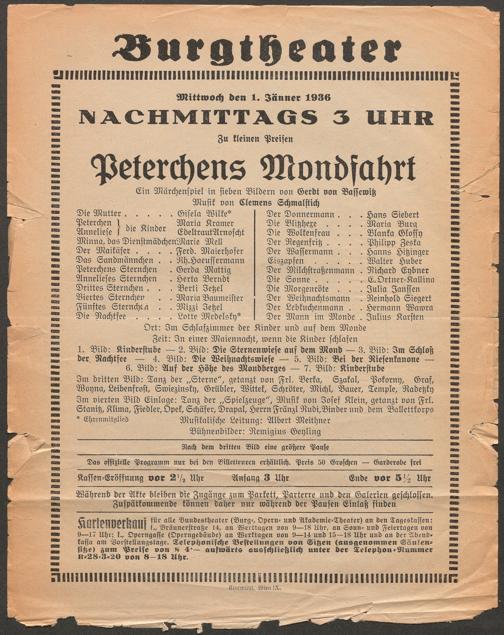 Burgtheater
Mittwoch den 1. Jänner 1936
NACHMITTAGS 3 UHR
Zu kleinen Preisen
Peterchens Mondfahrt
Ein Märchenspiel in sieben Bildern von Gerdt von Bassewitz
Musik von Clemens Schmalstich
Die Mutter . . . . . Gisela Wilke*
Peterchen } die Kinder Maria Kramer
Anneliese } Edeltraut Arnscht
Minna, das Dienstmädchen Marie Mell
Der Maikäfer . . . Ferd. Maierhofer
Das Sandmännchen . Alph. Horuffermann
Peterchens Sternchen . Gerda Mattig
Annelieses Sternchen Herta Berndt
Drittes Sternchen . . Berti Jehly
Viertes Sternchen . Maria Baumeister
Fünftes Sternchen . Mizzi Jehel
Die Nachtfee . . . Lotte Medelsky*
Der Donnermann . . . Hans Siebert
Die Blitzhexe . . . Maria Burg
Die Wolkenfrau . . . Blanka Glossy
Der Regenfritz . . . Philipp Zeska
Der Wassermann . . Hanns Hitzinger
Eiszapfen . . . . Walter Huber
Der Milchstraßenmann . Richard Eybner
Die Sonne . . . . E. Ortner-Kallina
Die Morgenröte . . Julia Janssen
Der Weihnachtsmann . Reinhold Siegert
Der Lebkuchenmann . Hermann Wawra
Der Mann im Monde . Julius Karsten
Ort: Im Schlafzimmer der Kinder und auf dem Monde
Zeit: In einer Maiennacht, wenn die Kinder schlafen
1. Bild: Kinderstube — 2. Bild: Die Sternenwiese auf dem Mond — 3. Bild: Im Schloß
der Nachtfee — 4. Bild: Die Weihnachtswiese — 5. Bild: Bei der Riesenkanone —
6. Bild: Auf der Höhe des Mondberges — 7. Bild: Kinderstube
Im dritten Bild: Tanz der „Sterne“, getanzt von Frl. Berka, Szakal, Pokorny, Graf,
Woyna, Leibenfrost, Swiezinsky, Grübler, Wittek, Schröter, Michl, Bauer, Temple, Radetzky
Im vierten Bild Einlage: Tanz der „Spielzeuge“, Musik von Josef Klein, getanzt von Frl.
Stanitz, Klima, Fiedler, Opek, Schäfer, Drapal, Herrn Fränzl Rudi, Binder und dem Ballettkorps
* Ehrenmitglied
Musikalische Leitung: Albert Meithner
Bühnenbilder: Remigius Geyling
Nach dem dritten Bild eine größere Pause
Das offizielle Programm nur bei den Billetteuren erhältlich. Preis 50 Groschen — Garderobe frei
Kassen-Eröffnung vor 2½ Uhr Anfang 3 Uhr Ende vor 5½ Uhr
Während der Akte bleiben die Zugänge zum Parkett, Parterre und den Galerien geschlossen.
Zuspätkommende können daher nur während der Pausen Einlaß finden
Kartenverkauf für alle Bundestheater (Burg-, Opern- und Akademie-Theater) an den Tageskassen:
I., Bräunerstraße 14, an Werktagen von 9—18 Uhr, an Sonn- und Feiertagen von
9—17 Uhr; I., Operngasse (Operngebäude) an Werktagen von 9—14 und 15—18 Uhr und an der Abend-
kassa am Vorstellungstage. Telephonische Bestellungen von Sitzen (ausgenommen Säulen-
sitze) zum Preise von S 4·— aufwärts ausschließlich unter der Telephon-Nummer
R-28-3-20 von 8—18 Uhr.